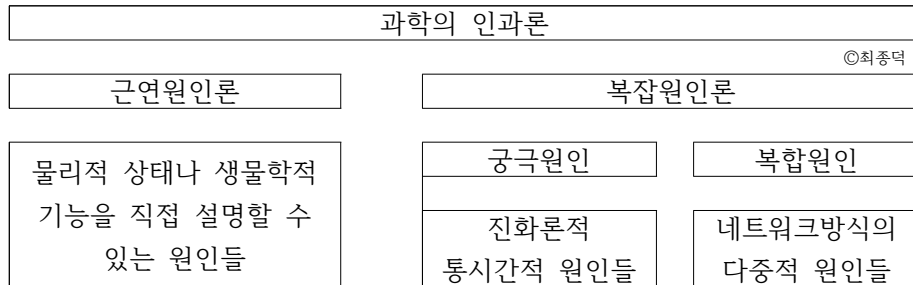 과학의 인과론
©최종덕
근연원인론
복잡원인론
물리적 상태나 생물학적
기능을 직접 설명할 수
있는 원인들
궁극원인
복합원인
진화론적
통시간적 원인들
네트워크방식의
다중적 원인들